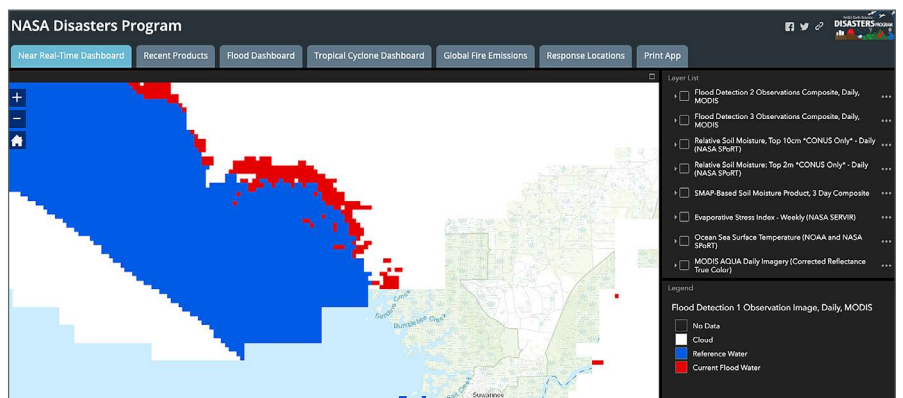 NASA Disasters Program
DISASTERS PROGRAM
Near Real-Time Dashboard
Recent Products
Flood Dashboard
Tropical Cyclone Dashboard
Global Fire Emissions
Response Locations
Print App
Layer List
Flood Detection 2 Observations Composite, Daily,
MODIS
Flood Detection 3 Observations Composite, Daily,
MODIS
Relative Soil Moisture, Top 10cm *CONUS Only* - Daily
(NASA SPoRT)
Relative Soil Moisture: Top 2m *CONUS Only* - Daily
(NASA SPoRT)
SMAP-Based Soil Moisture Product, 3 Day Composite
Evaporative Stress Index - Weekly (NASA SERVIR)
Ocean Sea Surface Temperature (NOAA and NASA
SPoRT)
MODIS AQUA Daily Imagery (Corrected Reflectance
True Color)
Legend
Flood Detection 1 Observation Image, Daily, MODIS
No Data
Cloud
Reference Water
Current Flood Water
Creek
Bumblebee Creek
Suwannee